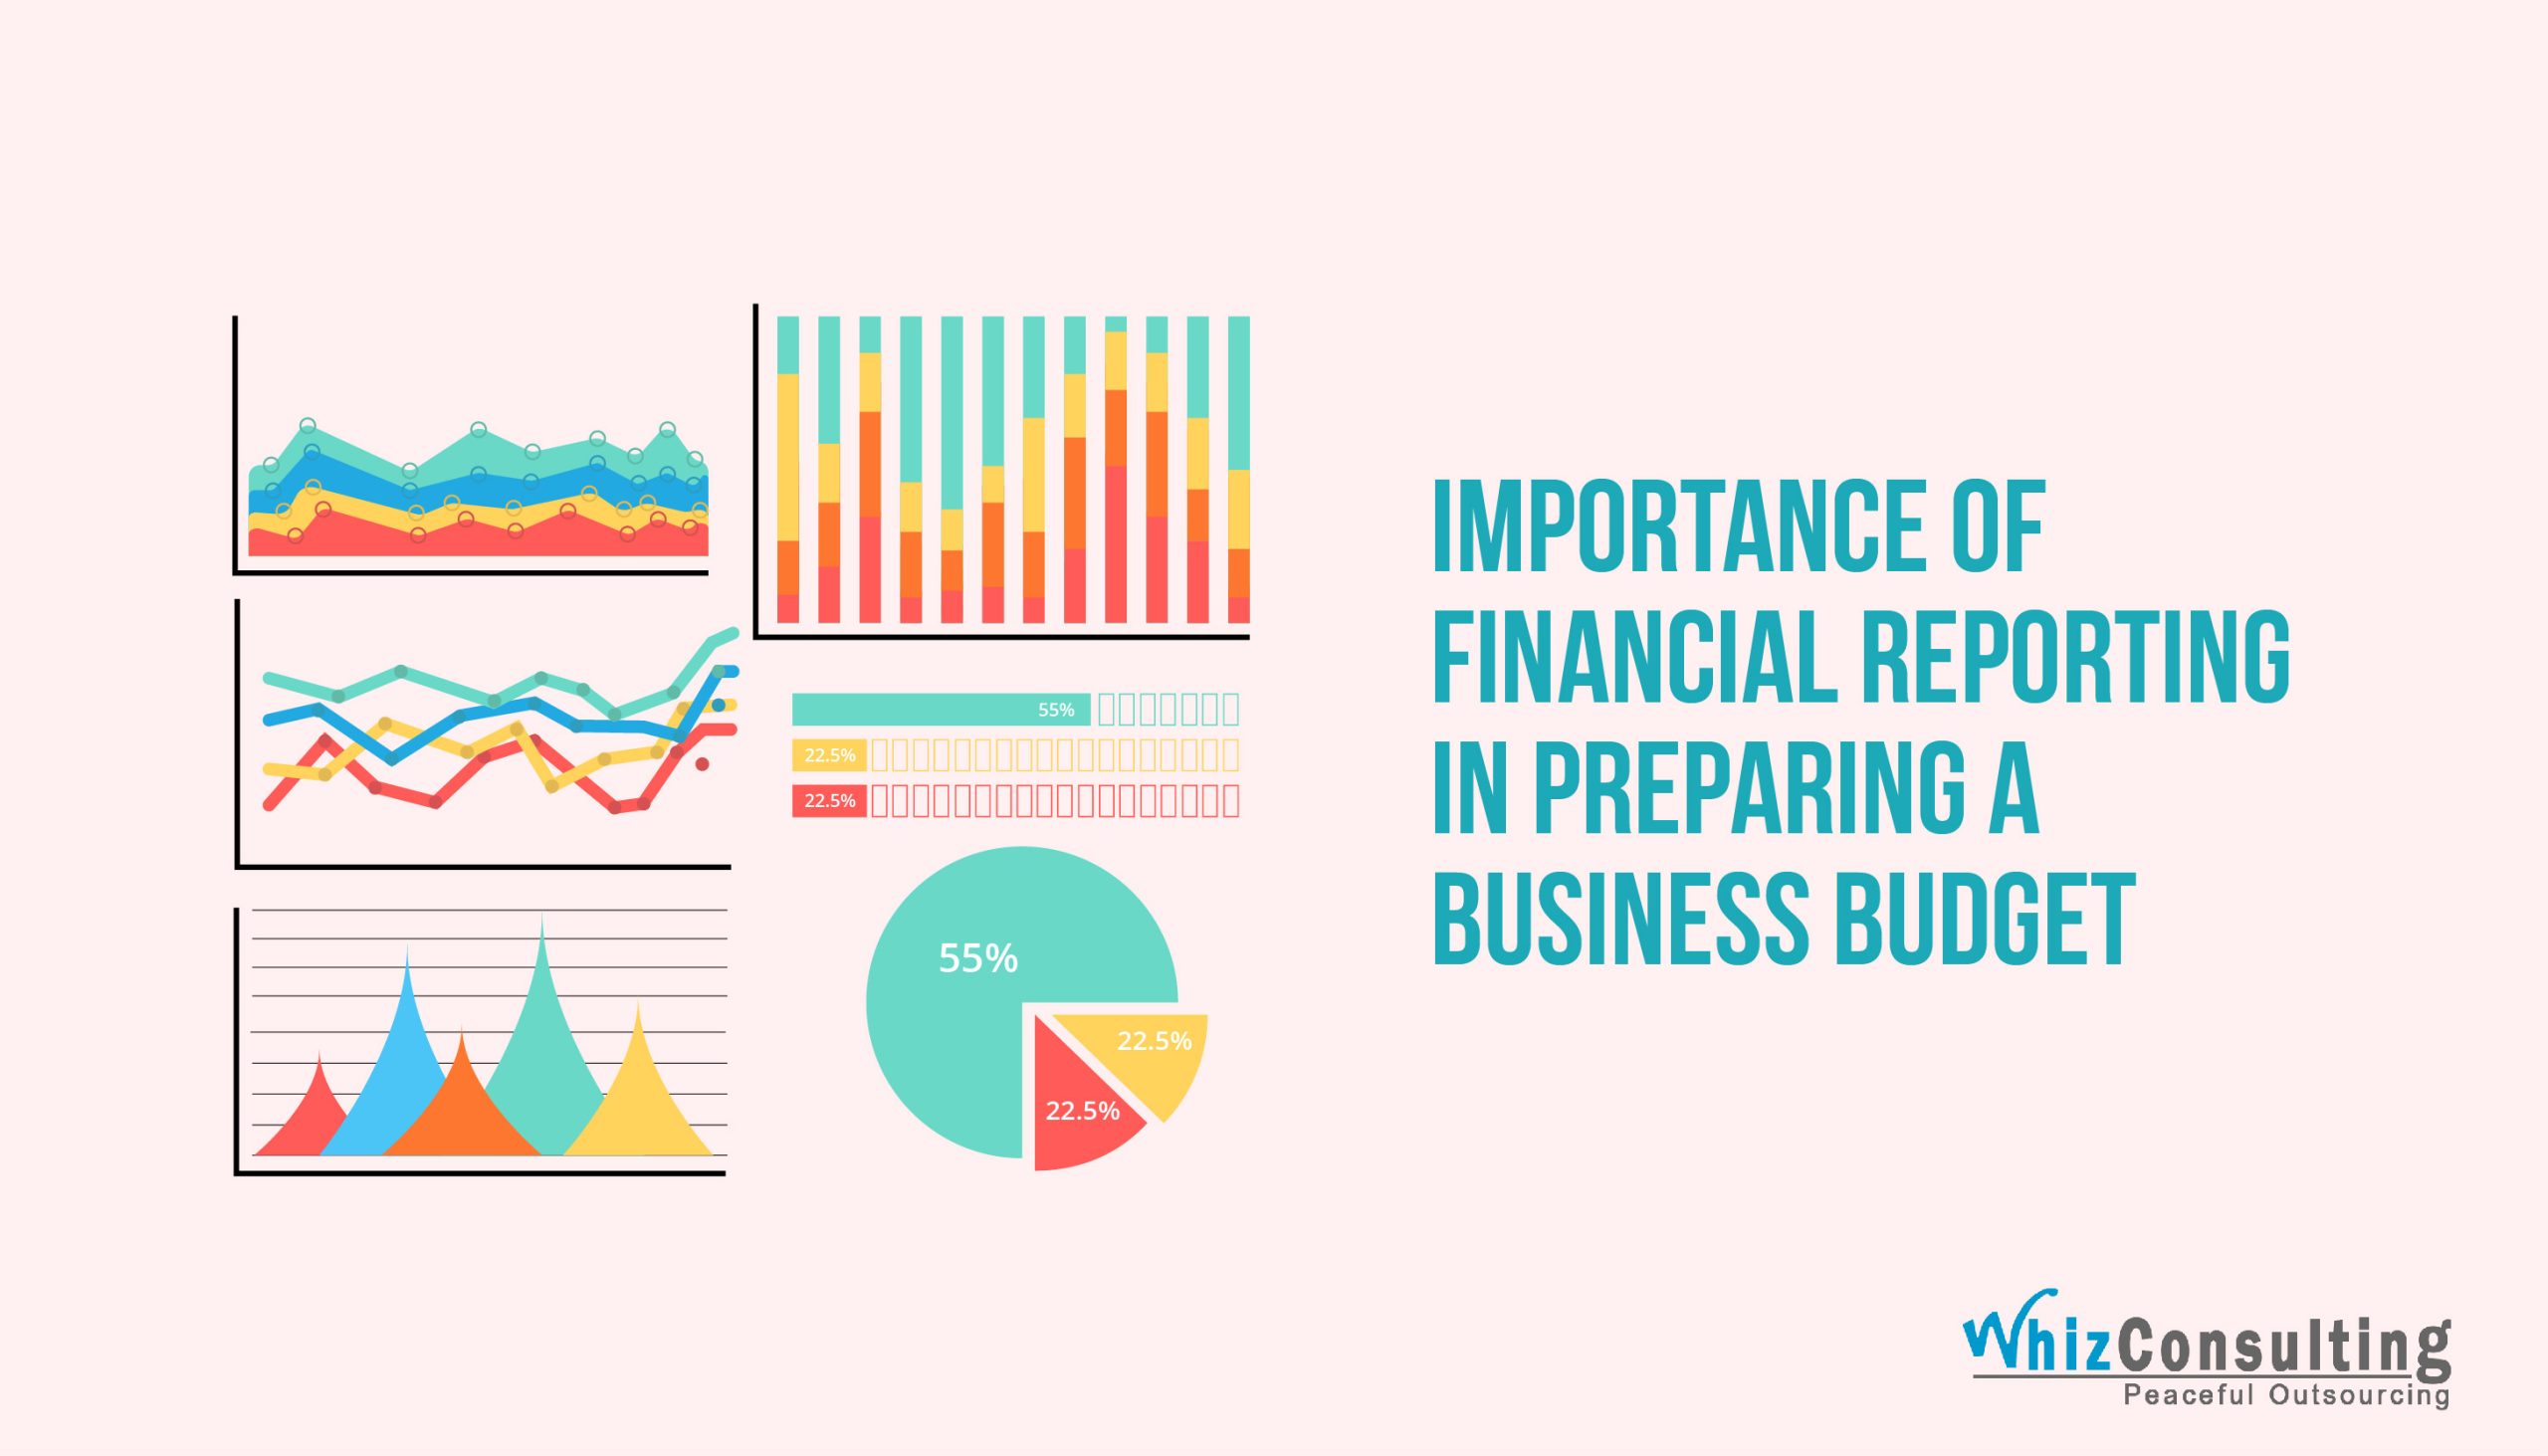 55%
22.5%
22.5%
55%
22.5%
22.5%
IMPORTANCE OF
FINANCIAL REPORTING
IN PREPARING A
BUSINESS BUDGET
WhizConsulting
Peaceful Outsourcing